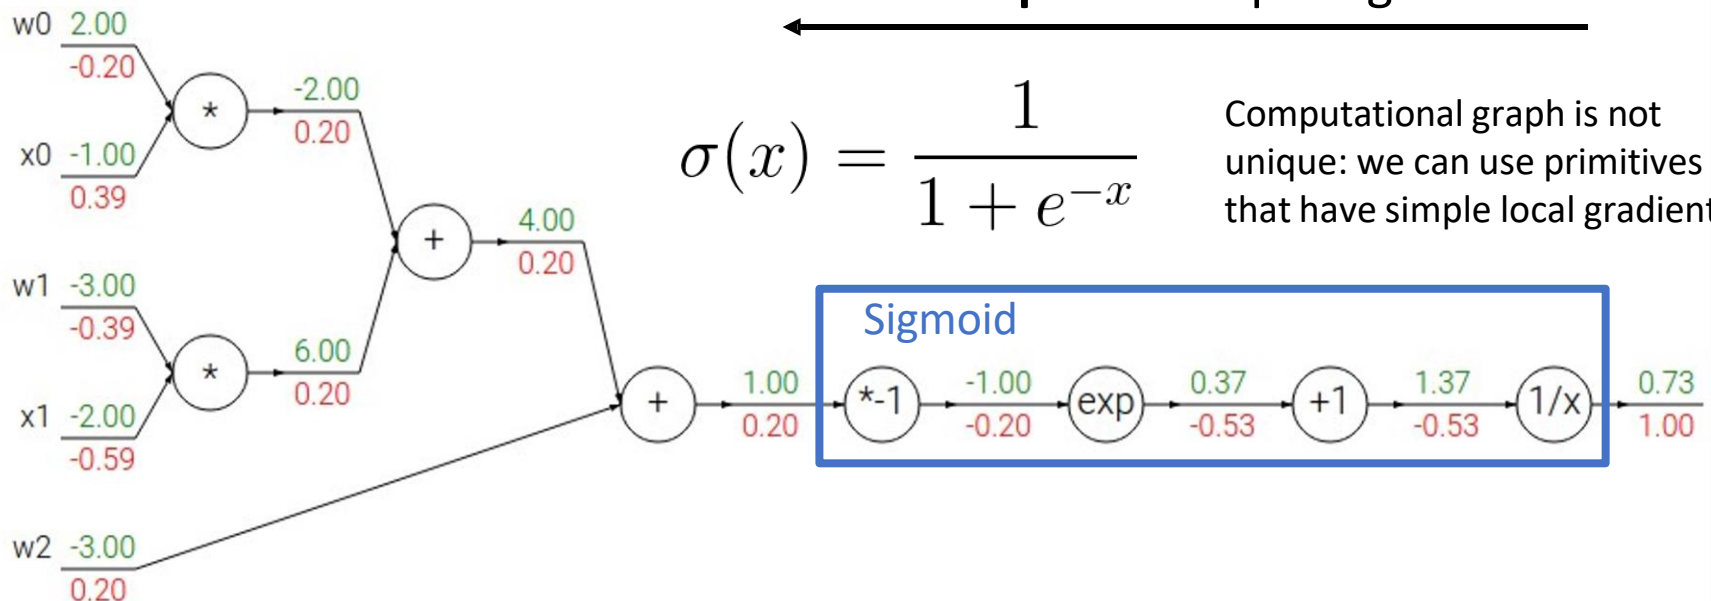 w0 2.00
-0.20
*
-2.00
0.20
x0 -1.00
0.39
+
4.00
0.20
w1 -3.00
-0.39
*
6.00
0.20
x1 -2.00
-0.59
w2 -3.00
0.20
σ(x) = 1 / (1 + e^{-x})
Computational graph is not
unique: we can use primitives
that have simple local gradient
Sigmoid
+
1.00
0.20
*-1
-1.00
-0.20
exp
0.37
-0.53
+1
1.37
-0.53
1/x
0.73
1.00